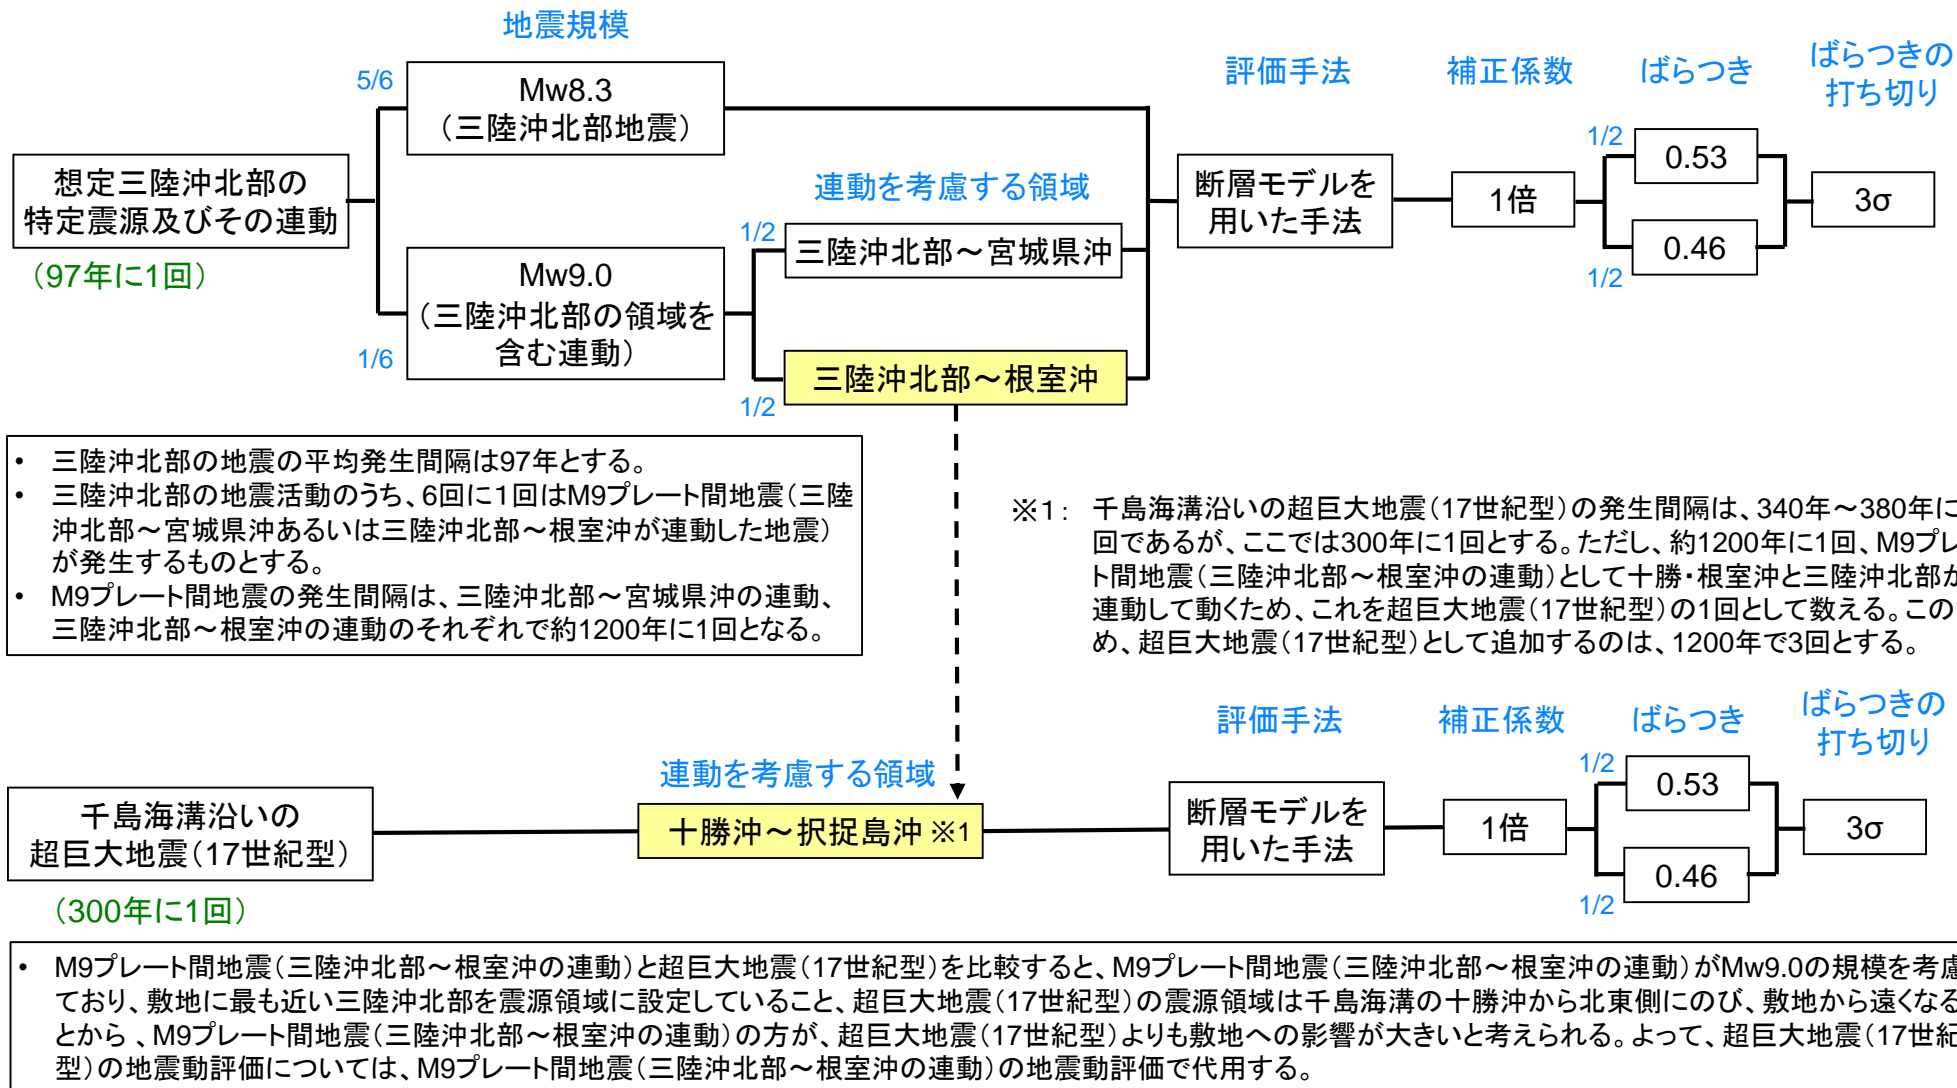 地震規模
評価手法
補正係数
ばらつき
ばらつきの
打ち切り
5/6
Mw8.3
（三陸沖北部地震）
想定三陸沖北部の
特定震源及びその連動
（97年に1回）
連動を考慮する領域
1/2
三陸沖北部～宮城県沖
Mw9.0
（三陸沖北部の領域を
含む連動）
1/6
三陸沖北部～根室沖
1/2
断層モデルを
用いた手法
1倍
1/2
0.53
0.46
1/2
3σ
• 三陸沖北部の地震の平均発生間隔は97年とする。
• 三陸沖北部の地震活動のうち、6回に1回はM9プレート間地震（三陸
沖北部～宮城県沖あるいは三陸沖北部～根室沖が連動した地震）
が発生するものとする。
• M9プレート間地震の発生間隔は、三陸沖北部～宮城県沖の連動、
三陸沖北部～根室沖の連動のそれぞれで約1200年に1回となる。
※1： 千島海溝沿いの超巨大地震（17世紀型）の発生間隔は、340年～380年に
回であるが、ここでは300年に1回とする。ただし、約1200年に1回、M9プレ
ト間地震（三陸沖北部～根室沖の連動）として十勝・根室沖と三陸沖北部が
連動して動くため、これを超巨大地震（17世紀型）の1回として数える。この
め、超巨大地震（17世紀型）として追加するのは、1200年で3回とする。
評価手法
補正係数
ばらつき
ばらつきの
打ち切り
連動を考慮する領域
千島海溝沿いの
超巨大地震（17世紀型）
（300年に1回）
十勝沖～択捉島沖 ※1
断層モデルを
用いた手法
1倍
1/2
0.53
0.46
1/2
3σ
• M9プレート間地震（三陸沖北部～根室沖の連動）と超巨大地震（17世紀型）を比較すると、M9プレート間地震（三陸沖北部～根室沖の連動）がMw9.0の規模を考慮
ており、敷地に最も近い三陸沖北部を震源領域に設定していること、超巨大地震（17世紀型）の震源領域は千島海溝の十勝沖から北東側にのび、敷地から遠くなる
とから 、M9プレート間地震（三陸沖北部～根室沖の連動）の方が、超巨大地震（17世紀型）よりも敷地への影響が大きいと考えられる。よって、超巨大地震（17世紀
型）の地震動評価については、M9プレート間地震（三陸沖北部～根室沖の連動）の地震動評価で代用する。